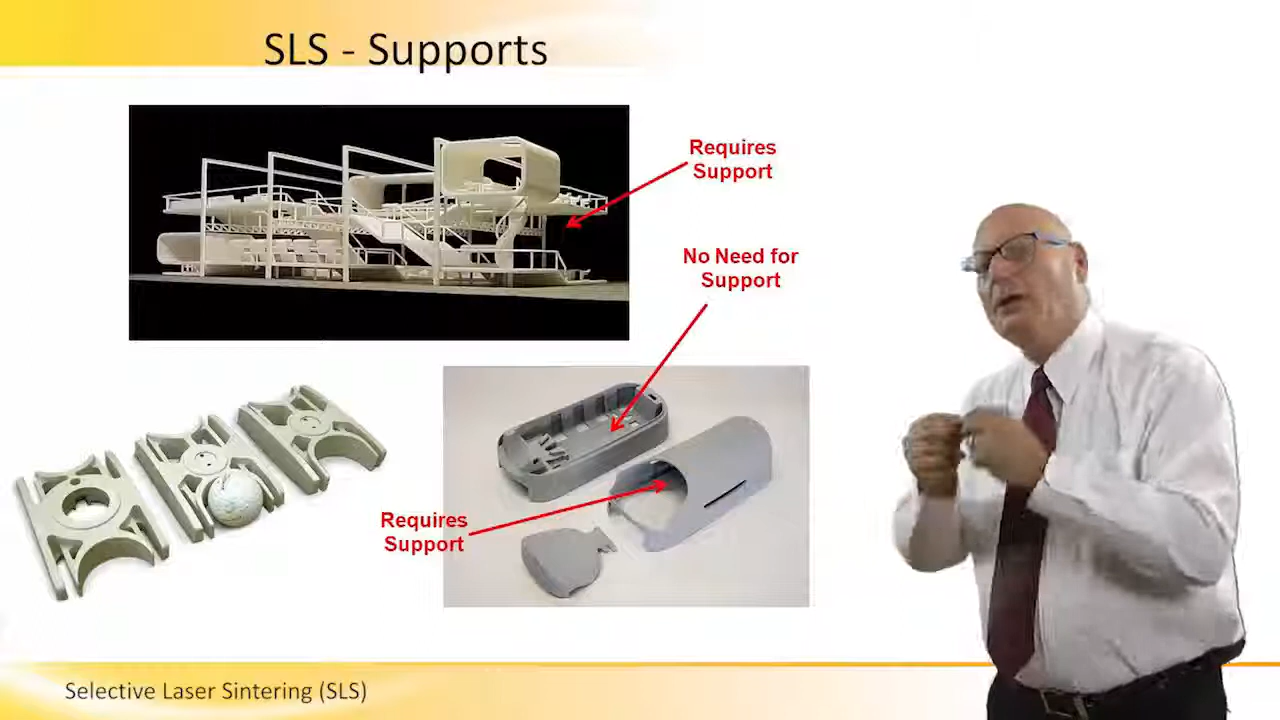 SLS - Supports
Requires
Support
No Need for
Support
Requires
Support
Selective Laser Sintering (SLS)